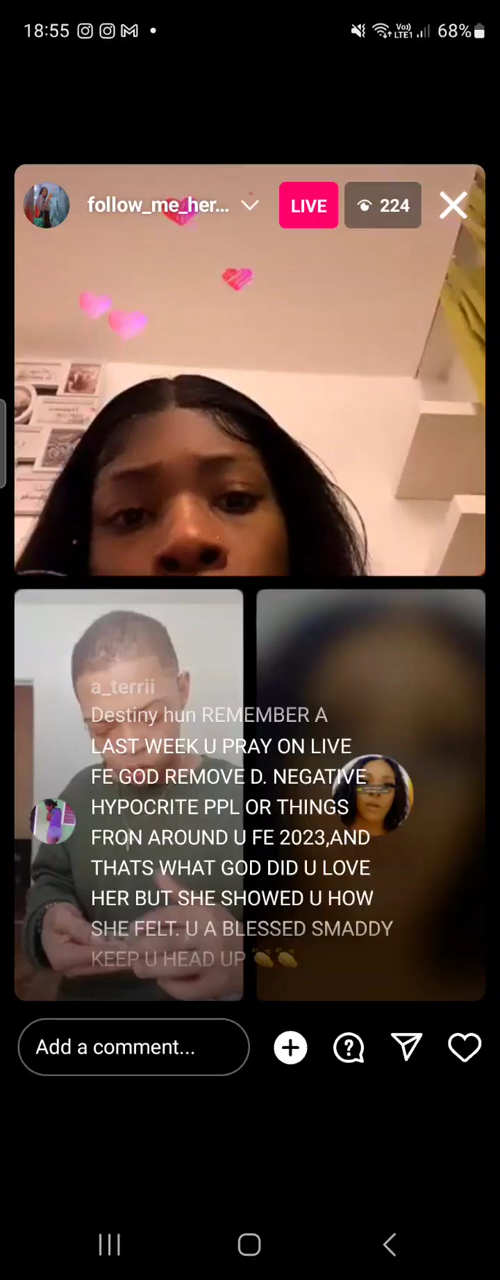 18:55
Vo))
LTE1
68%
follow_me_her...
LIVE
224
a_terrii
Destiny hun REMEMBER A
LAST WEEK U PRAY ON LIVE
FE GOD REMOVE D. NEGATIVE
HYPOCRITE PPL OR THINGS
FRON AROUND U FE 2023,AND
THATS WHAT GOD DID U LOVE
HER BUT SHE SHOWED U HOW
SHE FELT. U A BLESSED SMADDY
KEEP U HEAD UP 👏👏
Add a comment...